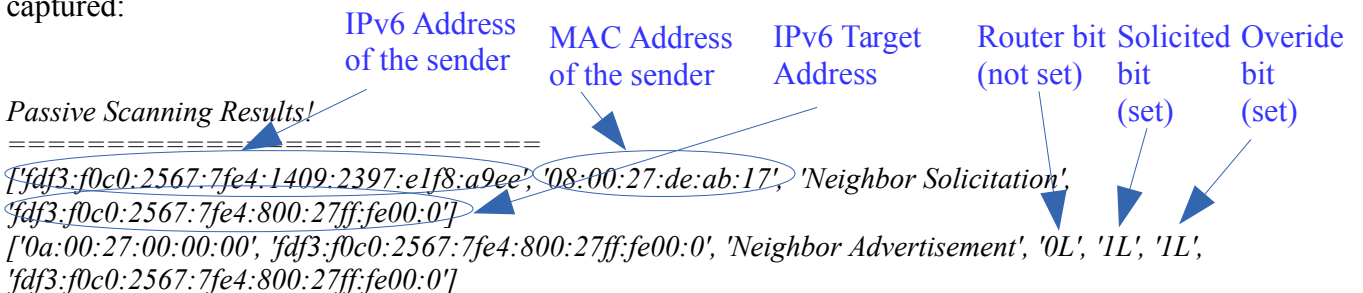 captured:
IPv6 Address
of the sender
MAC Address
of the sender
IPv6 Target
Address
Router bit
(not set)
Solicited
bit
(set)
Overide
bit
(set)
Passive Scanning Results!
===========================
['fdf3:f0c0:2567:7fe4:1409:2397:e1f8:a9ee', '08:00:27:de:ab:17', 'Neighbor Solicitation',
'fdf3:f0c0:2567:7fe4:800:27ff:fe00:0']
['0a:00:27:00:00:00', 'fdf3:f0c0:2567:7fe4:800:27ff:fe00:0', 'Neighbor Advertisement', '0L', '1L', '1L',
'fdf3:f0c0:2567:7fe4:800:27ff:fe00:0']